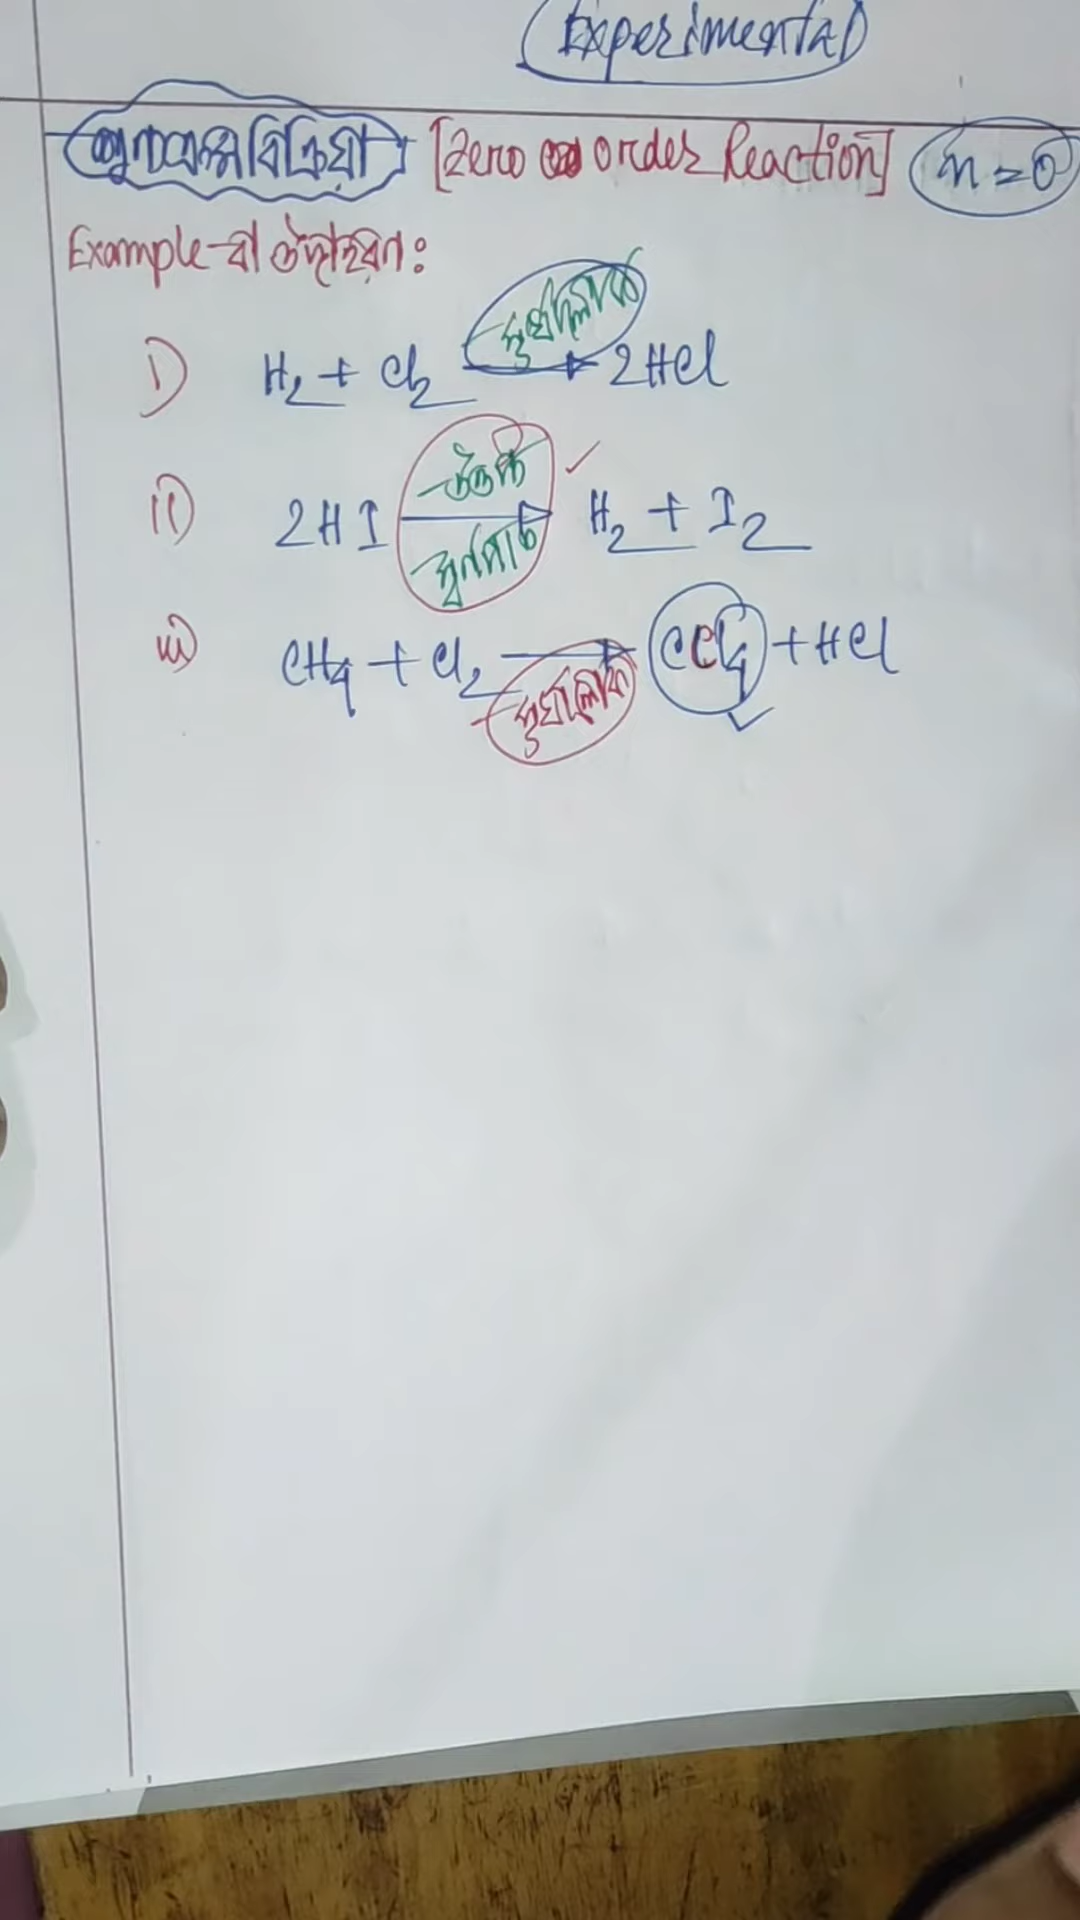 Experimental
শূন্যক্রম বিক্রিয়া [Zero order Reaction] n = 0
Example বা উদাহরণ:
i) H₂ + Cl₂ সূর্যালোক → 2HCl
ii) 2HI উত্তপ্ত → স্বর্ণপাত H₂ + I₂
iii) CH₄ + Cl₂ → সূর্যালোক CCl₄ + HCl